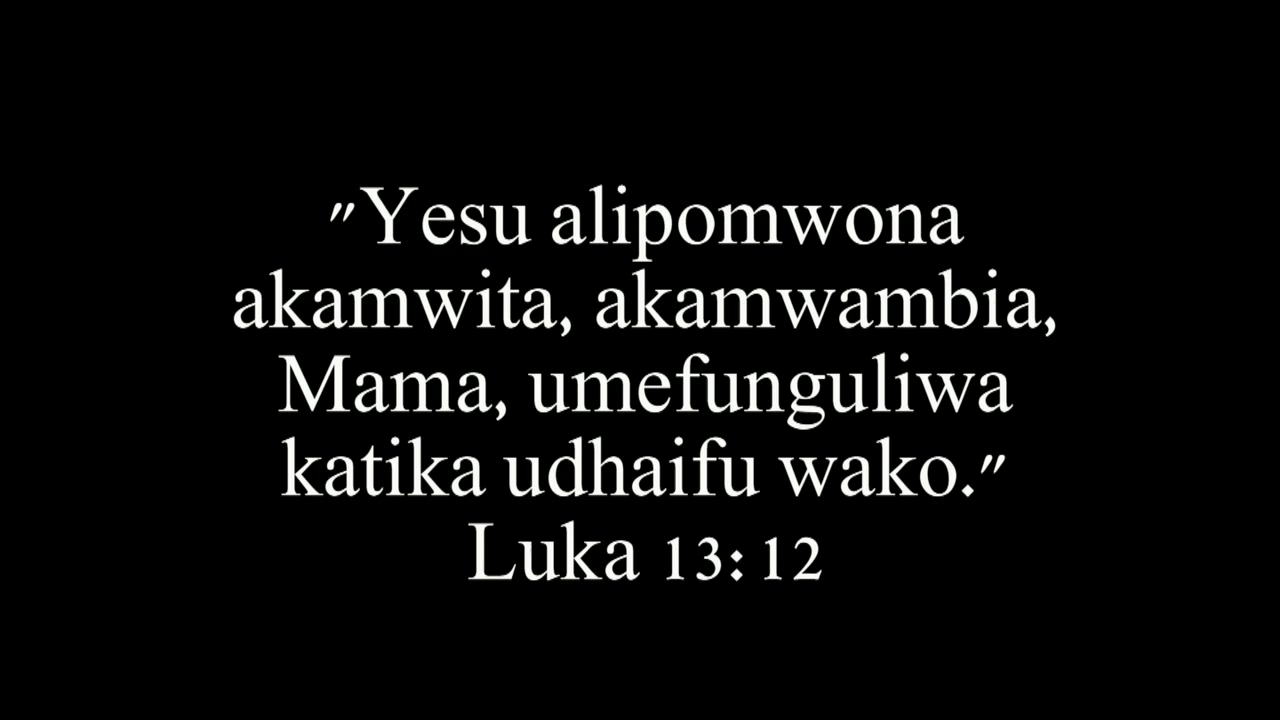 "Yesu alipomwona
akamwita, akamwambia,
Mama, umefunguliwa
katika udhaifu wako."
Luka 13:12